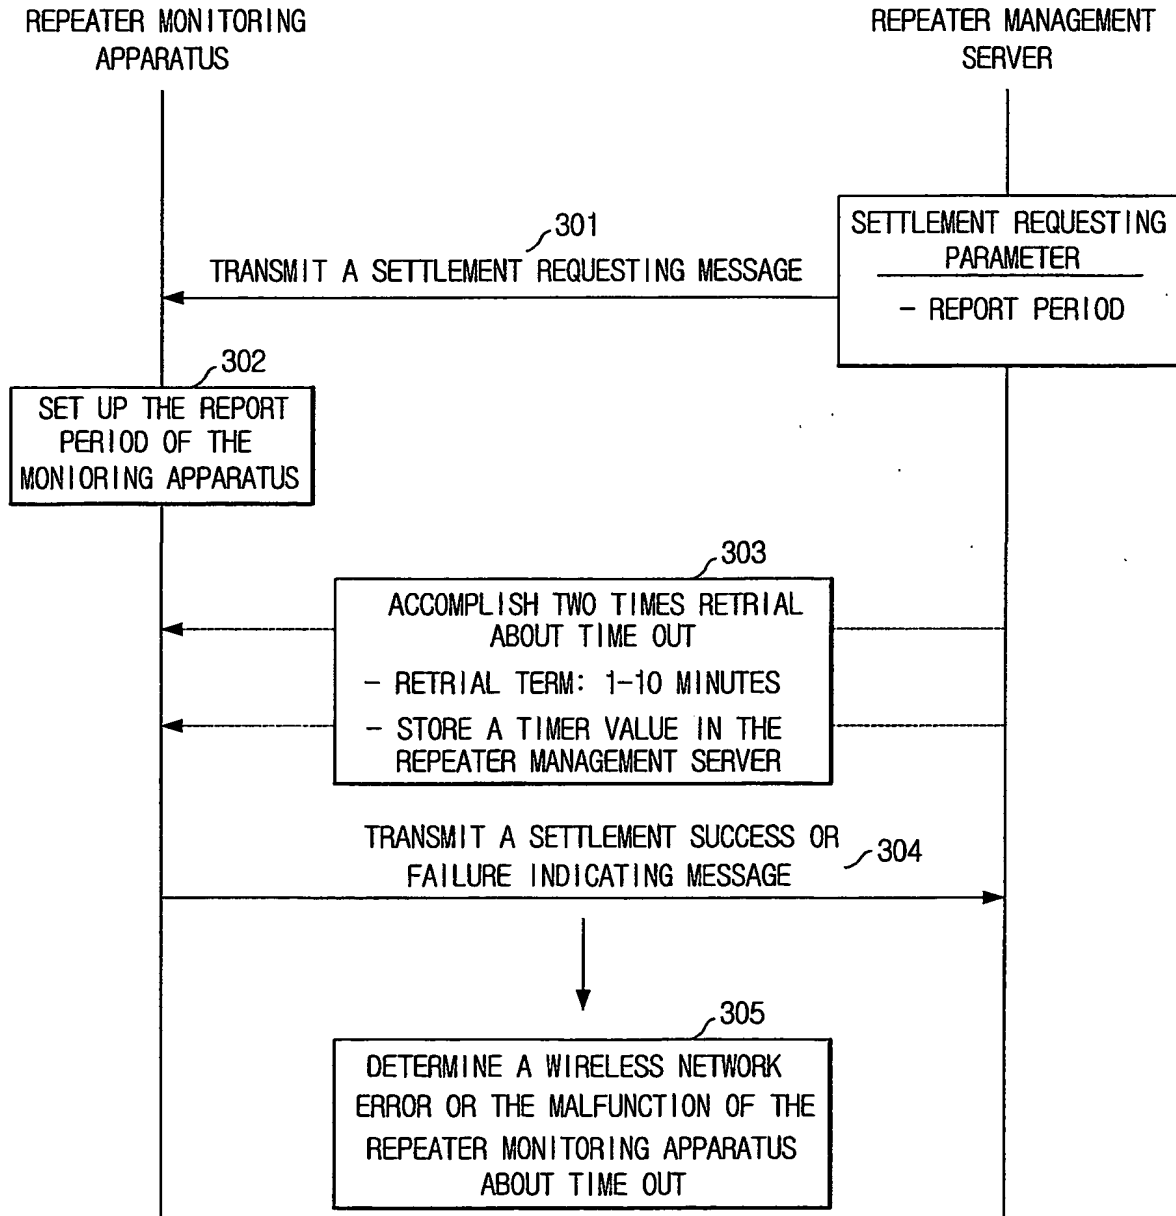 REPEATER MONITORING
APPARATUS
REPEATER MANAGEMENT
SERVER
301
TRANSMIT A SETTLEMENT REQUESTING MESSAGE
SETTLEMENT REQUESTING
PARAMETER
- REPORT PERIOD
302
SET UP THE REPORT
PERIOD OF THE
MONIORING APPARATUS
303
ACCOMPLISH TWO TIMES RETRIAL
ABOUT TIME OUT
- RETRIAL TERM: 1-10 MINUTES
- STORE A TIMER VALUE IN THE
REPEATER MANAGEMENT SERVER
TRANSMIT A SETTLEMENT SUCCESS OR
FAILURE INDICATING MESSAGE
304
305
DETERMINE A WIRELESS NETWORK
ERROR OR THE MALFUNCTION OF THE
REPEATER MONITORING APPARATUS
ABOUT TIME OUT